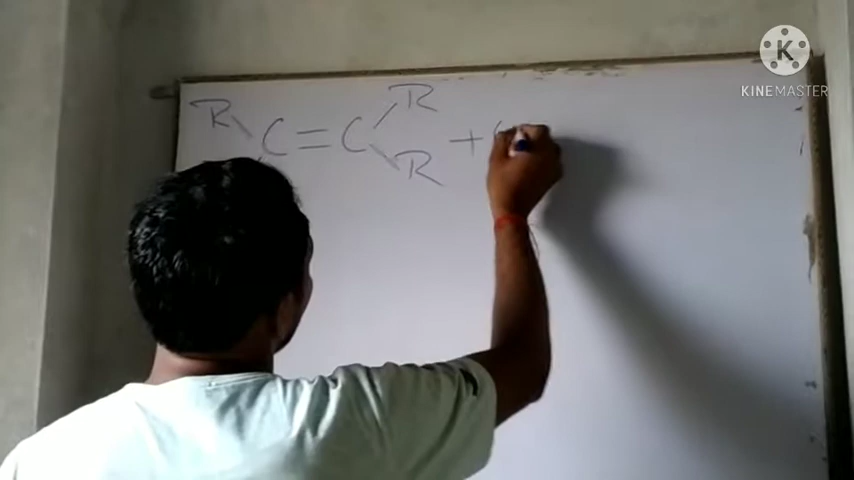 R R
C = C +
R
K
KINEMASTER